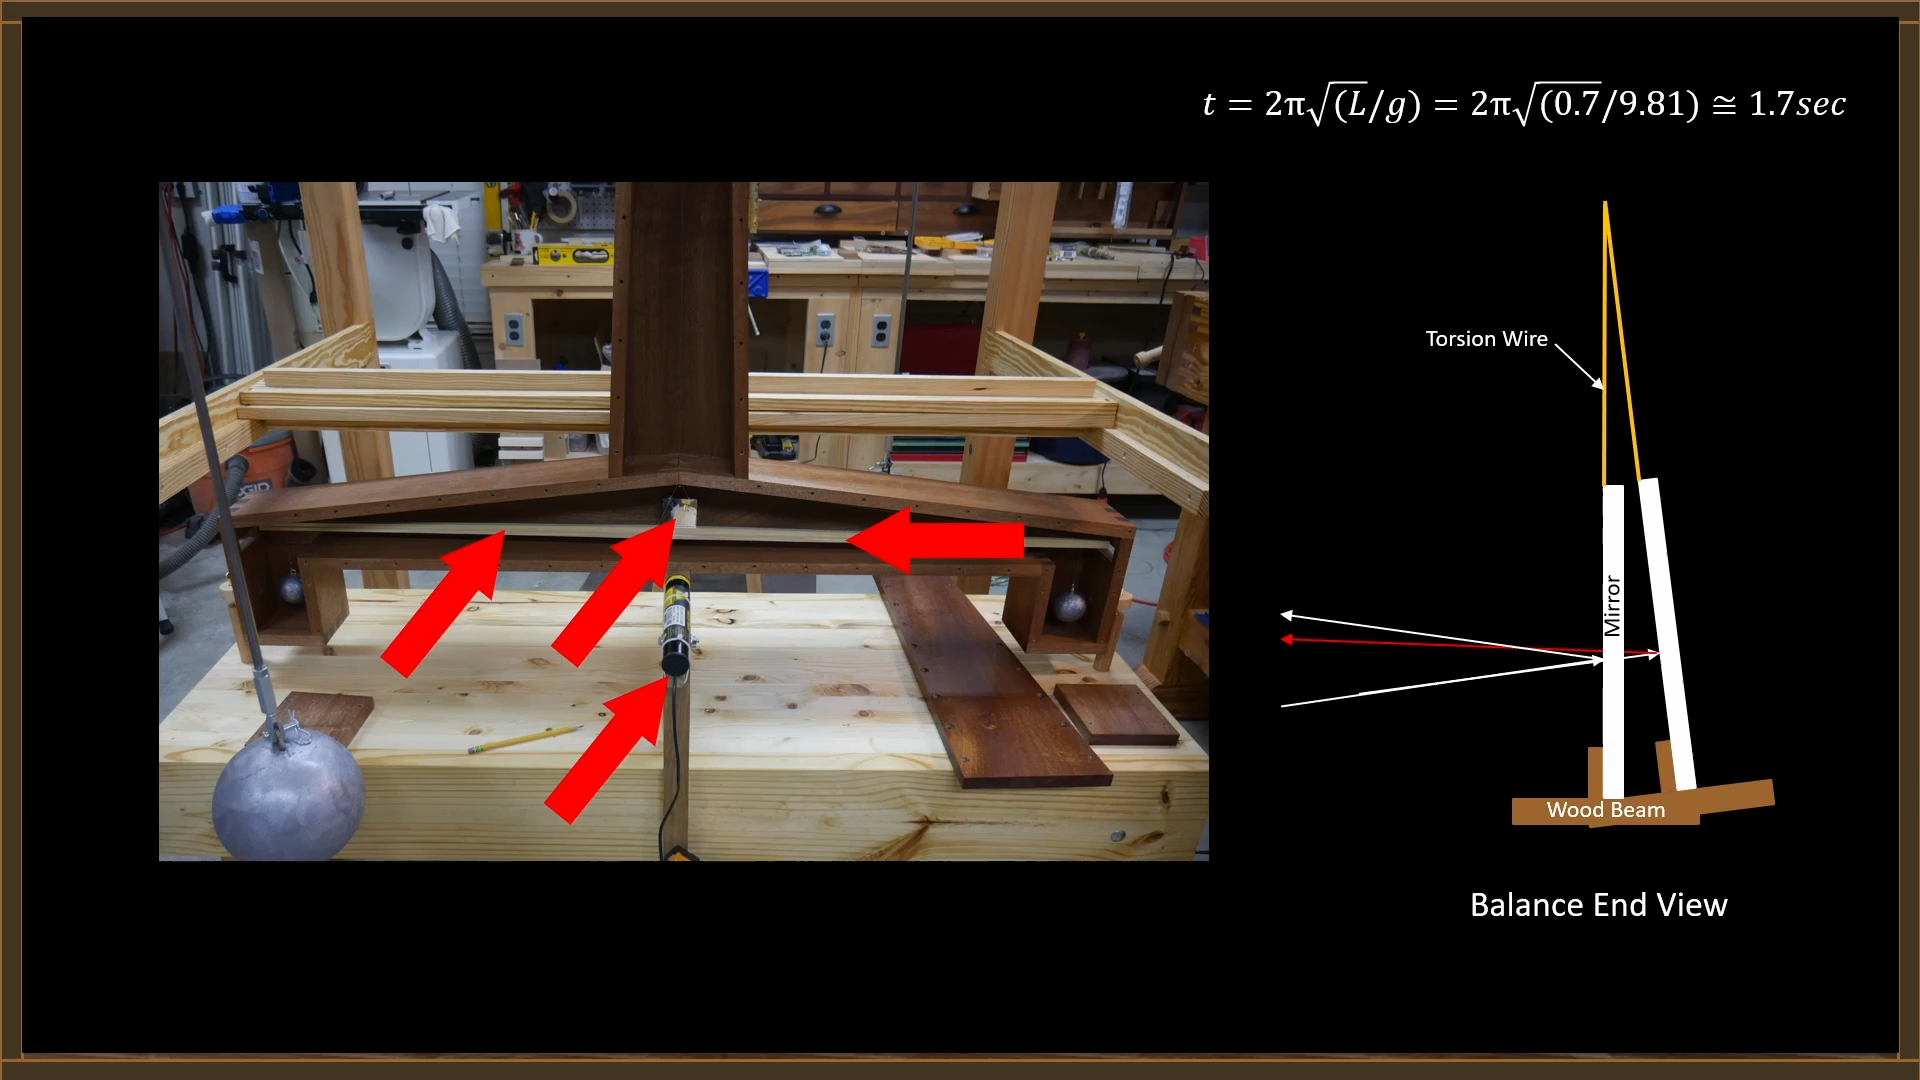 t = 2π√(L/g) = 2π√(0.7/9.81) ≅ 1.7sec
Torsion Wire
Mirror
Wood Beam
Balance End View